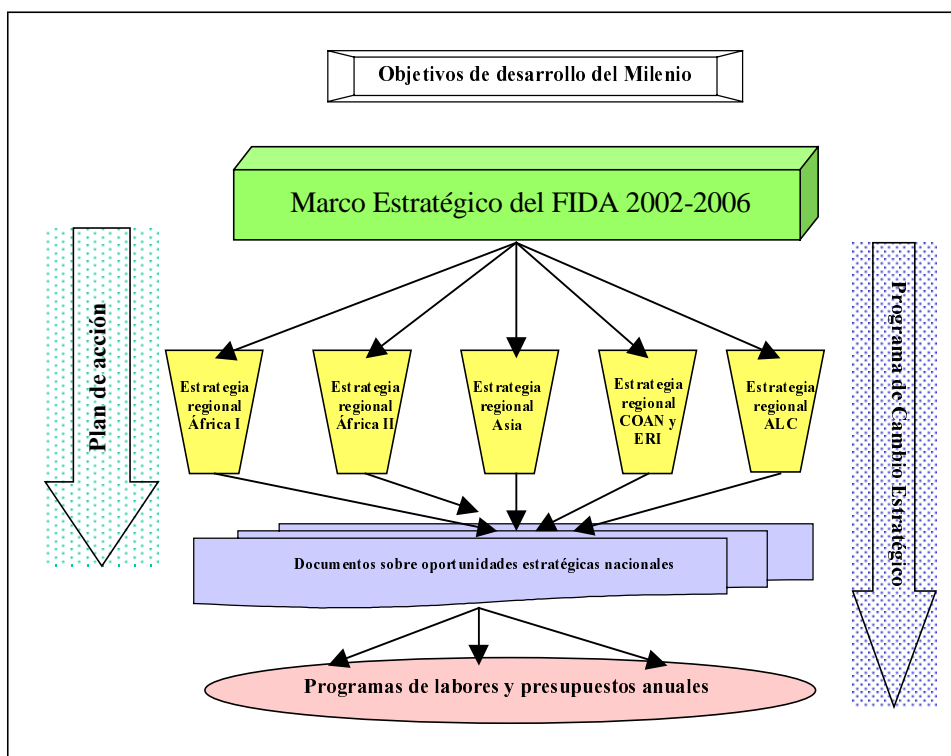 Objetivos de desarrollo del Milenio
Marco Estratégico del FIDA 2002-2006
Plan de acción
Programa de Cambio Estratégico
Estrategia
regional
África I
Estrategia
regional
África II
Estrategia
regional
Asia
Estrategia
regional
COAN y
ERI
Estrategia
regional
ALC
Documentos sobre oportunidades estratégicas nacionales
Programas de labores y presupuestos anuales